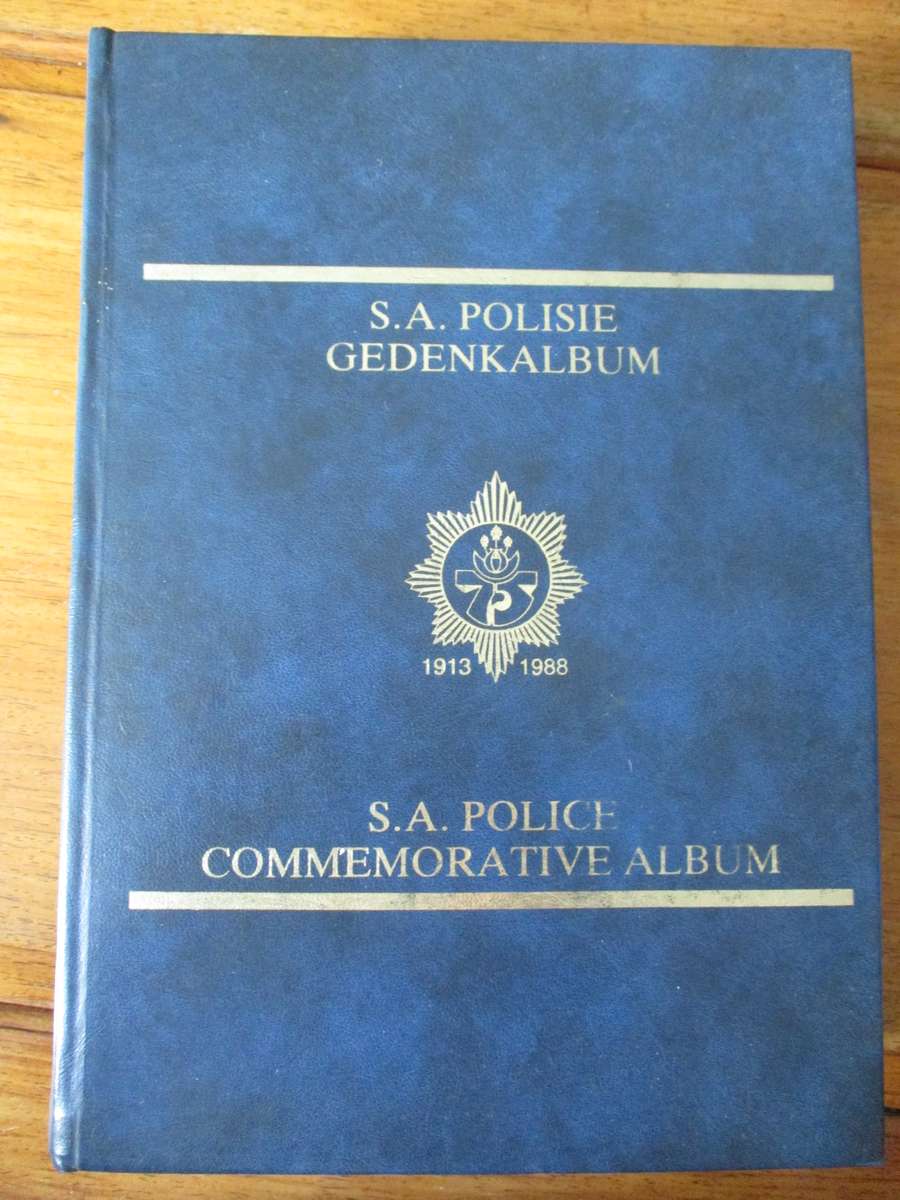 S.A. POLISIE
GEDENKALBUM
75
1913 1988
S.A. POLICE
COMMEMORATIVE ALBUM